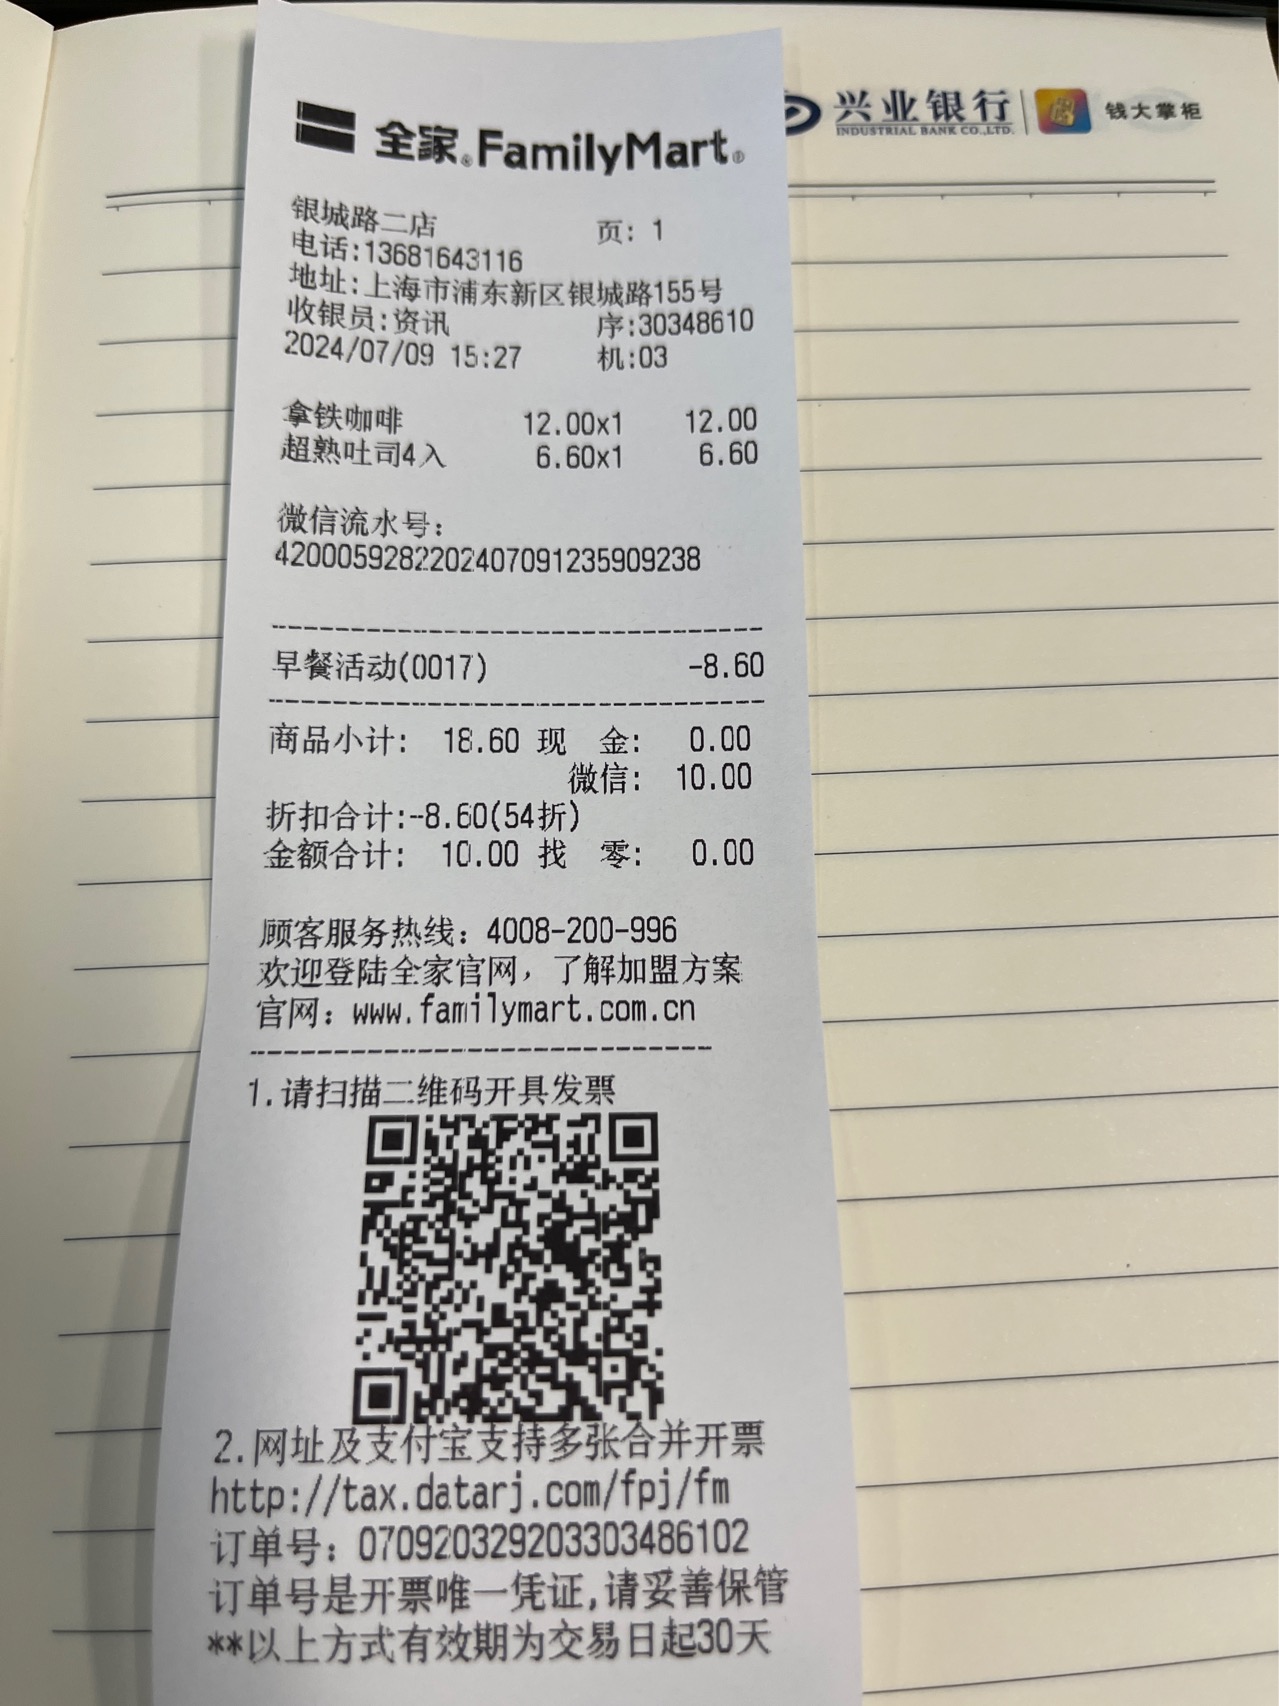 兴业银行 钱大掌柜
INDUSTRIAL BANK CO.,LTD.
全家® FamilyMart®
银城路二店 页: 1
电话:13681643116
地址:上海市浦东新区银城路155号
收银员:资讯 序:30348610
2024/07/09 15:27 机:03
拿铁咖啡 12.00x1 12.00
超熟吐司4入 6.60x1 6.60
微信流水号:
4200059282202407091235909238
早餐活动(0017) -8.60
商品小计: 18.60 现 金: 0.00
微信: 10.00
折扣合计:-8.60(54折)
金额合计: 10.00 找 零: 0.00
顾客服务热线: 4008-200-996
欢迎登陆全家官网, 了解加盟方案
官网: www.familymart.com.cn
1.请扫描二维码开具发票
2.网址及支付宝支持多张合并开票
http://tax.datarj.com/fpj/fm
订单号: 070920329203303486102
订单号是开票唯一凭证,请妥善保管
**以上方式有效期为交易日起30天